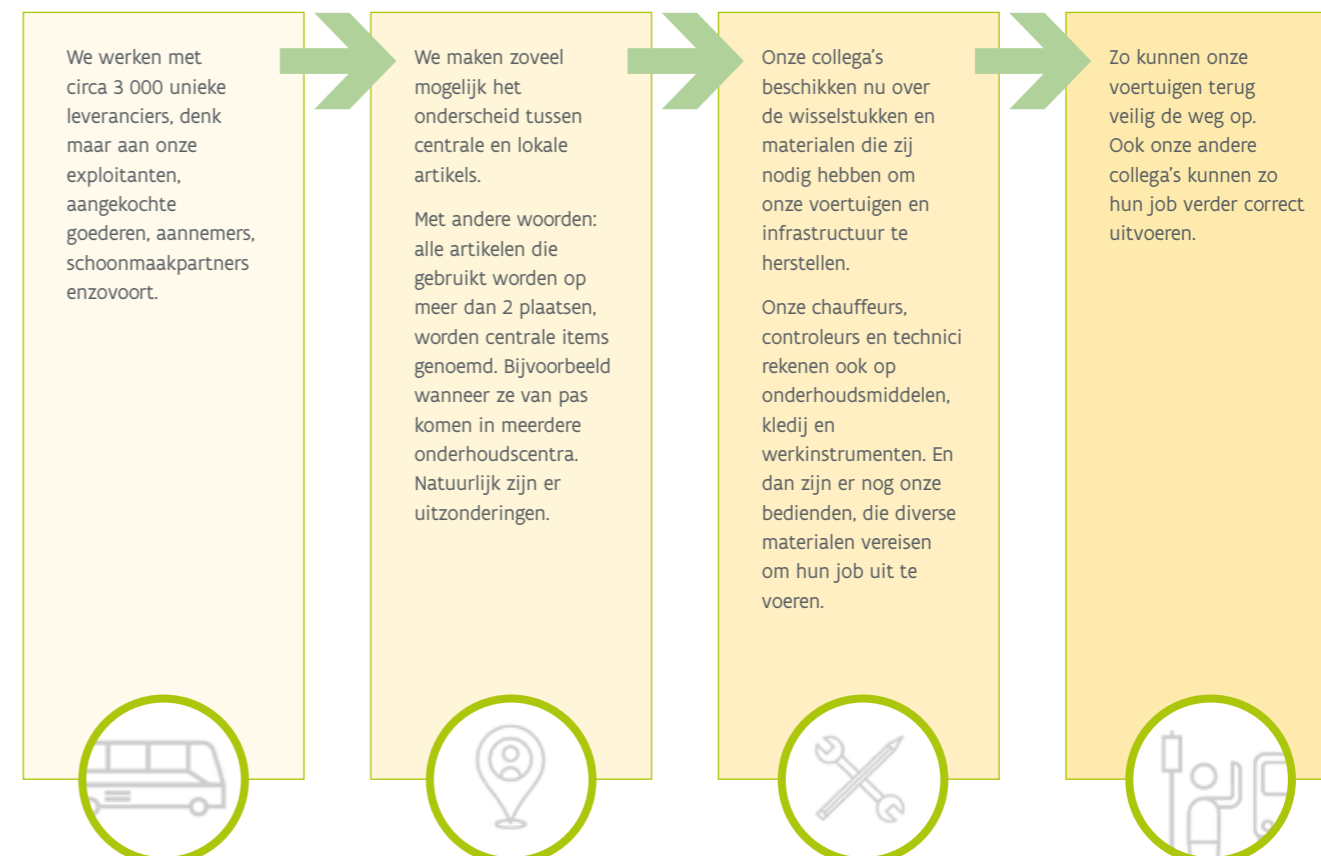 We werken met
circa 3 000 unieke
leveranciers, denk
maar aan onze
exploitanten,
aangekochte
goederen, aannemers,
schoonmaakpartners
enzovoort.
We maken zoveel
mogelijk het
onderscheid tussen
centrale en lokale
artikels.
Met andere woorden:
alle artikelen die
gebruikt worden op
meer dan 2 plaatsen,
worden centrale items
genoemd. Bijvoorbeeld
wanneer ze van pas
komen in meerdere
onderhoudscentra.
Natuurlijk zijn er
uitzonderingen.
Onze collega's
beschikken nu over
de wisselstukken en
materialen die zij
nodig hebben om
onze voertuigen en
infrastructuur te
herstellen.
Onze chauffeurs,
controleurs en technici
rekenen ook op
onderhoudsmiddelen,
kledij en
werkinstrumenten. En
dan zijn er nog onze
bedienden, die diverse
materialen vereisen
om hun job uit te
voeren.
Zo kunnen onze
voertuigen terug
veilig de weg op.
Ook onze andere
collega's kunnen zo
hun job verder correct
uitvoeren.